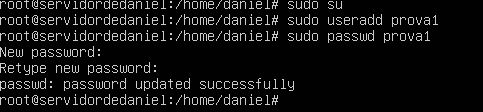 root@servidordedaniel:/home/daniel# sudo su
root@servidordedaniel:/home/daniel# sudo useradd prova1
root@servidordedaniel:/home/daniel# sudo passwd prova1
New password:
Retype new password:
passwd: password updated successfully
root@servidordedaniel:/home/daniel#